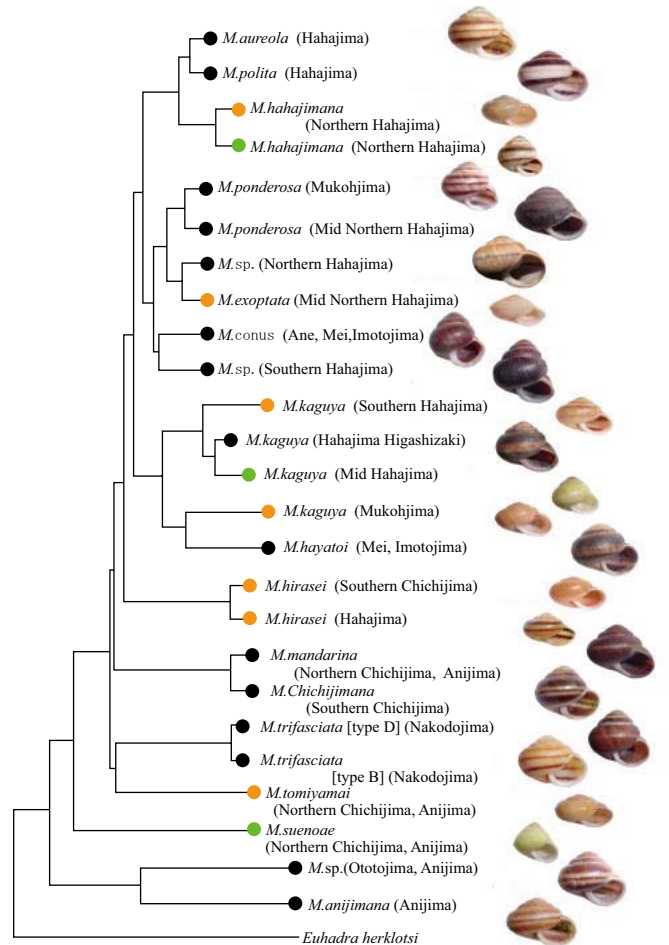 M.aureola (Hahajima)
M.polita (Hahajima)
M.hahajimana
(Northern Hahajima)
M.hahajimana (Northern Hahajima)
M.ponderosa (Mukohjima)
M.ponderosa (Mid Northern Hahajima)
M.sp. (Northern Hahajima)
M.exoptata (Mid Northern Hahajima)
M.conus (Ane, Mei,Imotojima)
M.sp. (Southern Hahajima)
M.kaguya (Southern Hahajima)
M.kaguya (Hahajima Higashizaki)
M.kaguya (Mid Hahajima)
M.kaguya (Mukohjima)
M.hayatoi (Mei, Imotojima)
M.hirasei (Southern Chichijima)
M.hirasei (Hahajima)
M.mandarina
(Northern Chichijima, Anijima)
M.Chichijimana
(Southern Chichijima)
M.trifasciata [type D] (Nakodojima)
M.trifasciata
[type B] (Nakodojima)
M.tomiyamai
(Northern Chichijima, Anijima)
M.suenoae
(Northern Chichijima, Anijima)
M.sp.(Ototojima, Anijima)
M.anijimana (Anijima)
Euhadra herklotsi